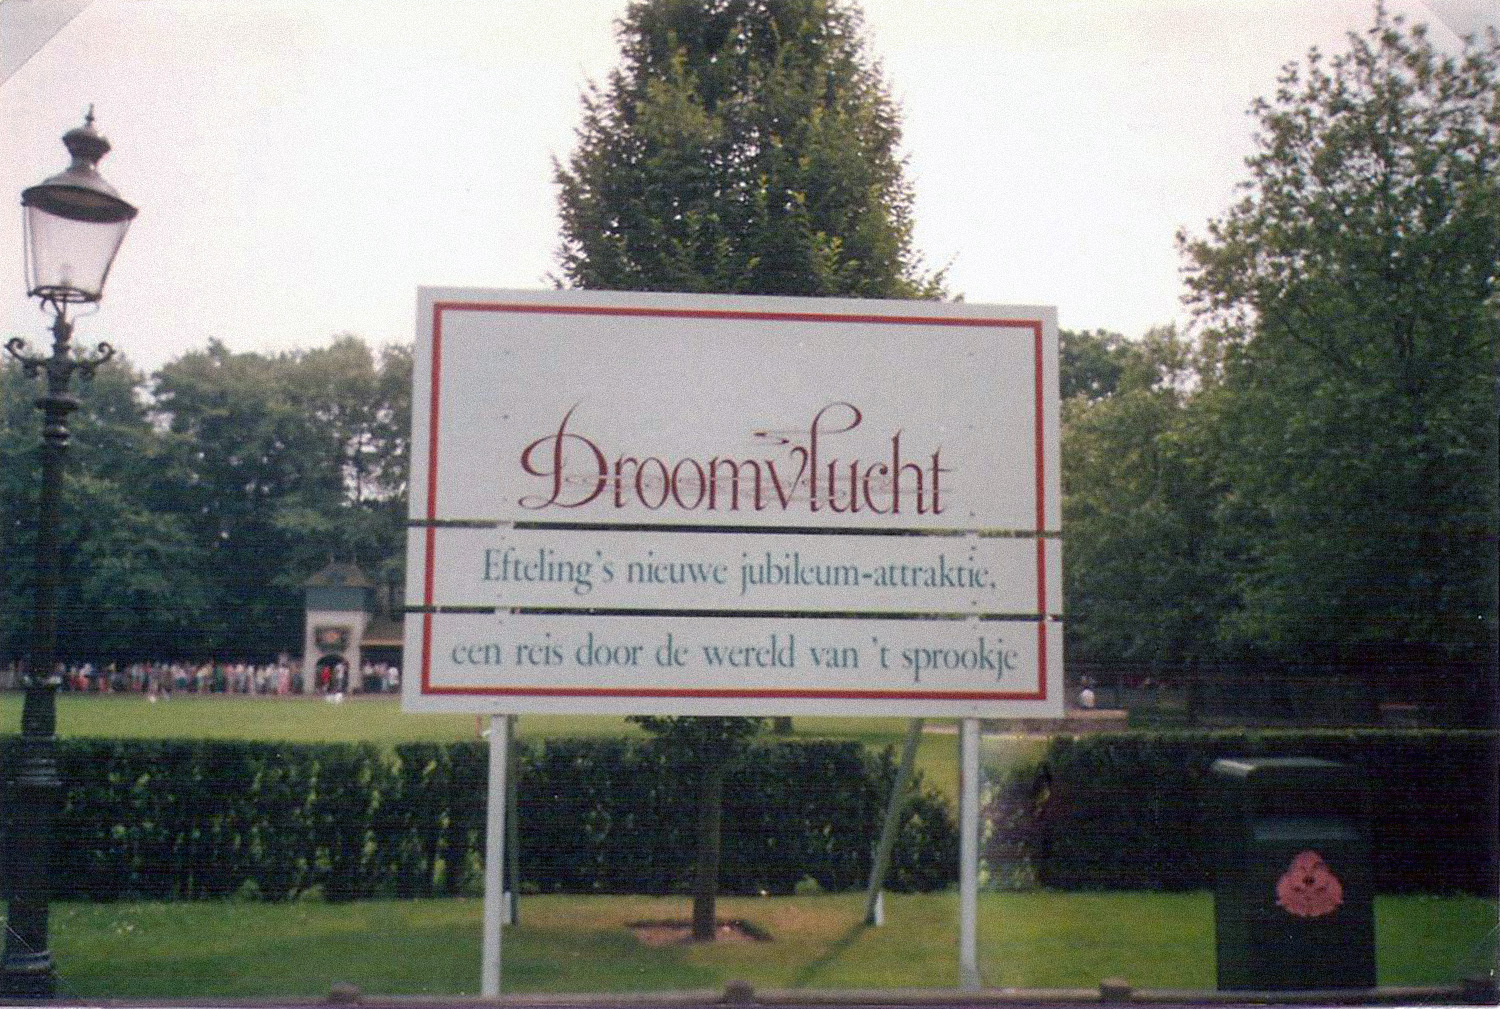 Droomvlucht
Efteling's nieuwe jubileum-attraktie,
een reis door de wereld van 't sprookje